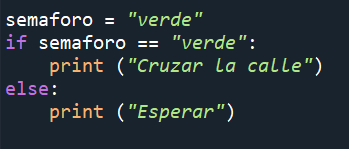 semaforo = "verde"
if semaforo == "verde":
    print ("Cruzar la calle")
else:
    print ("Esperar")